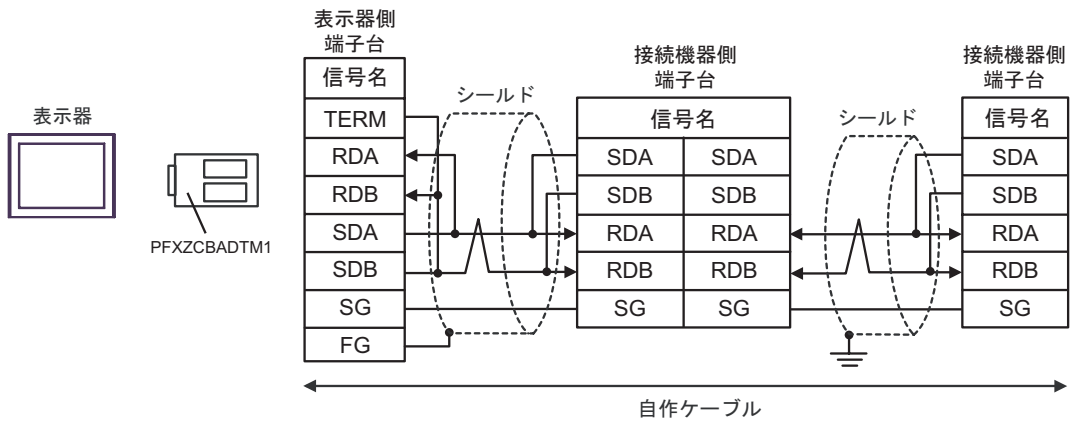 表示器
PFXZCBADTM1
表示器側
端子台
信号名
TERM
RDA
RDB
SDA
SDB
SG
FG
シールド
接続機器側
端子台
信号名
SDA SDA
SDB SDB
RDA RDA
RDB RDB
SG SG
シールド
接続機器側
端子台
信号名
SDA
SDB
RDA
RDB
SG
自作ケーブル